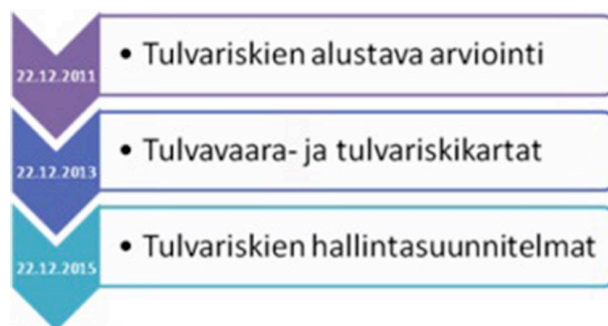 22.12.2011
• Tulvariskien alustava arviointi
22.12.2013
• Tulvavaara- ja tulvariskikartat
22.12.2015
• Tulvariskien hallintasuunnitelmat